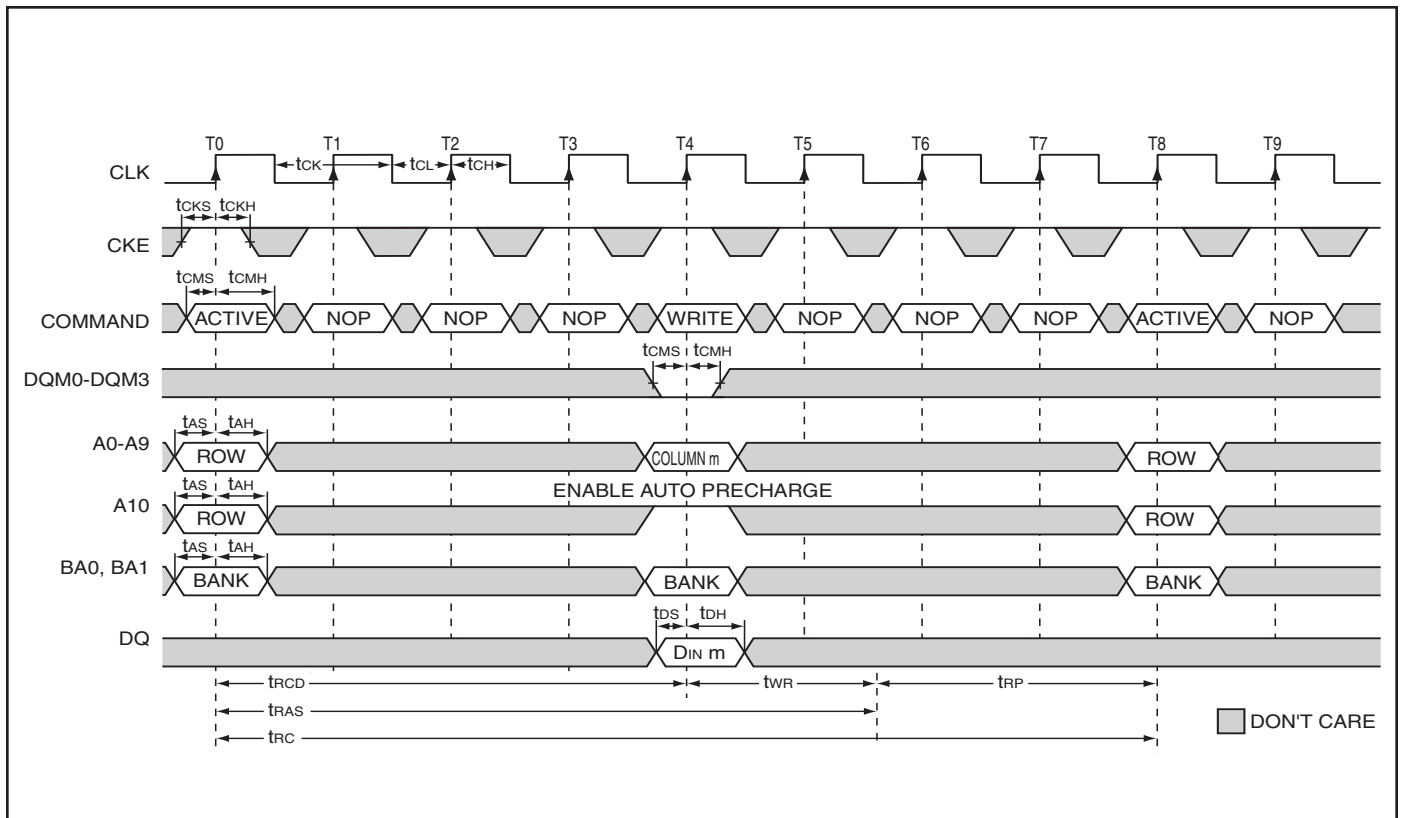 T0 T1 T2 T3 T4 T5 T6 T7 T8 T9
CLK tCK tCL tCH
tCKS tCKH
CKE
tCMS tCMH
COMMAND ACTIVE NOP NOP NOP WRITE NOP NOP NOP ACTIVE NOP
tCMS tCMH
DQM0-DQM3
tAS tAH
A0-A9 ROW COLUMN m ROW
tAS tAH ENABLE AUTO PRECHARGE
A10 ROW ROW
tAS tAH
BA0, BA1 BANK BANK BANK
tDS tDH
DQ DIN m
tRCD tWR tRP
tRAS
DON'T CARE
tRC